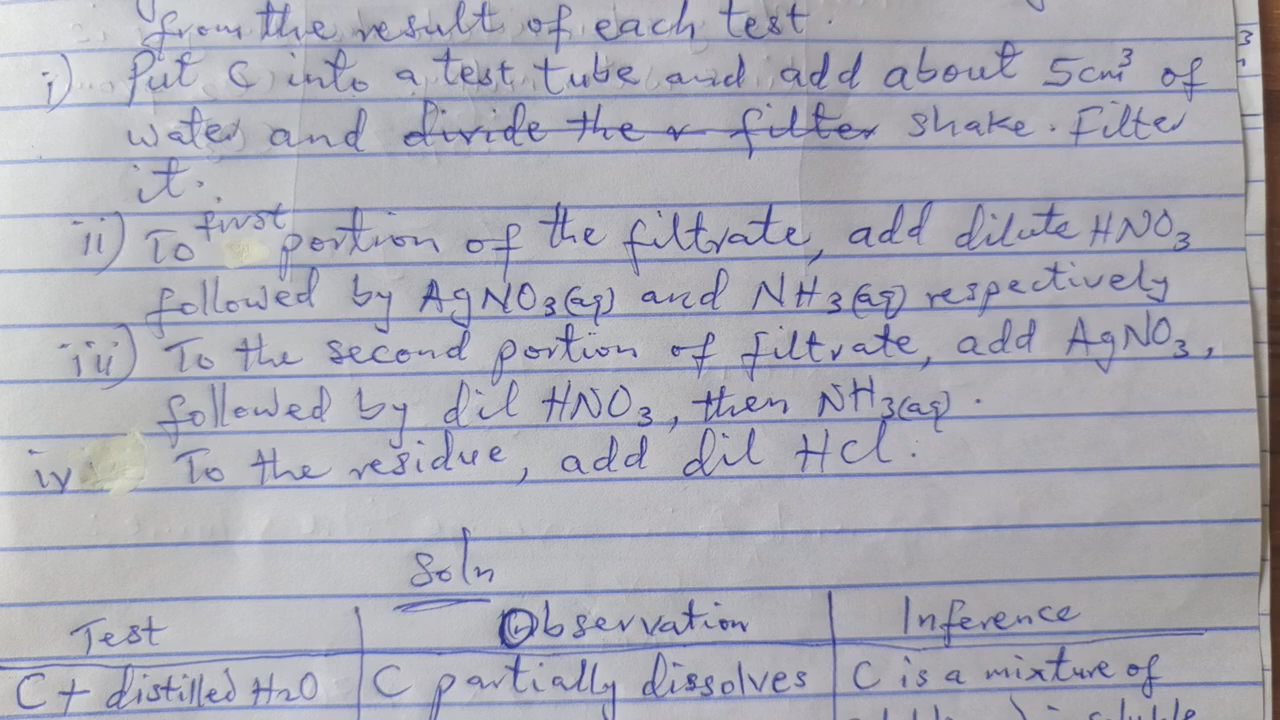 from the result of each test.
i) Put C into a test tube and add about 5cm³ of
water and divide the r filter shake. Filter
it.
ii) To first portion of the filtrate, add dilute HNO₃
followed by AgNO₃(aq) and NH₃(aq) respectively
iii) To the second portion of filtrate, add AgNO₃,
followed by dil HNO₃, then NH₃(aq).
iv To the residue, add dil HCl.
Soln
Test Observation Inference
C + distilled H₂O C partially dissolves C is a mixture of
soluble